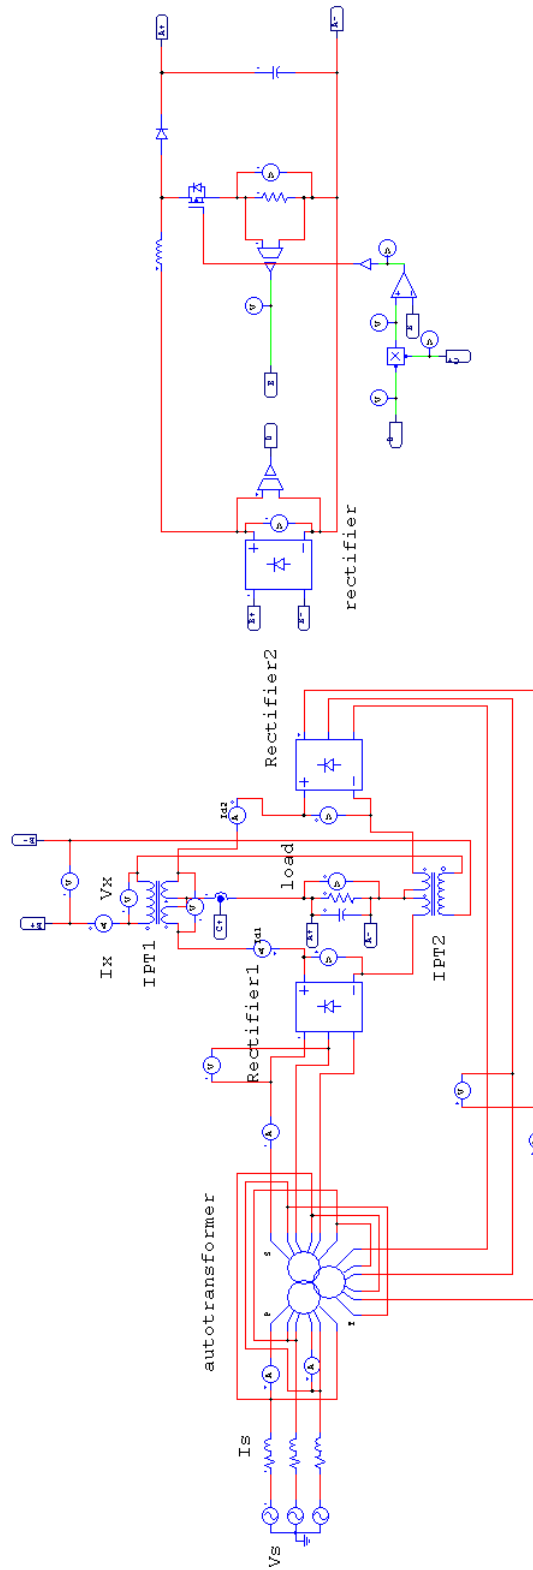 Vs
Is
autotransformer
P
S
T
A
A
A
V
Rectifier1
Id1
A
V
Ix
Vx
A
V
V
V
IPT1
C+
load
A+
A-
V
IPT2
Id2
A
V
Rectifier2
V
rectifier
V
V
V
V
V
V
A+
A-